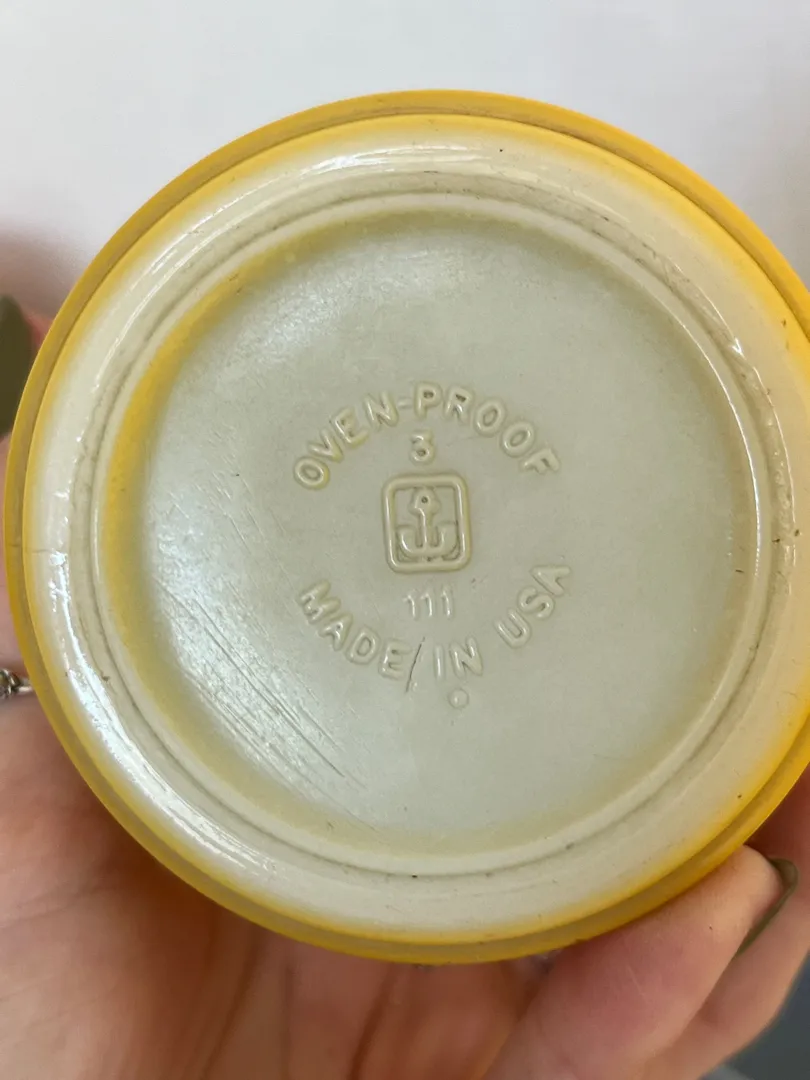 OVEN-PROOF
3
111
MADE IN USA